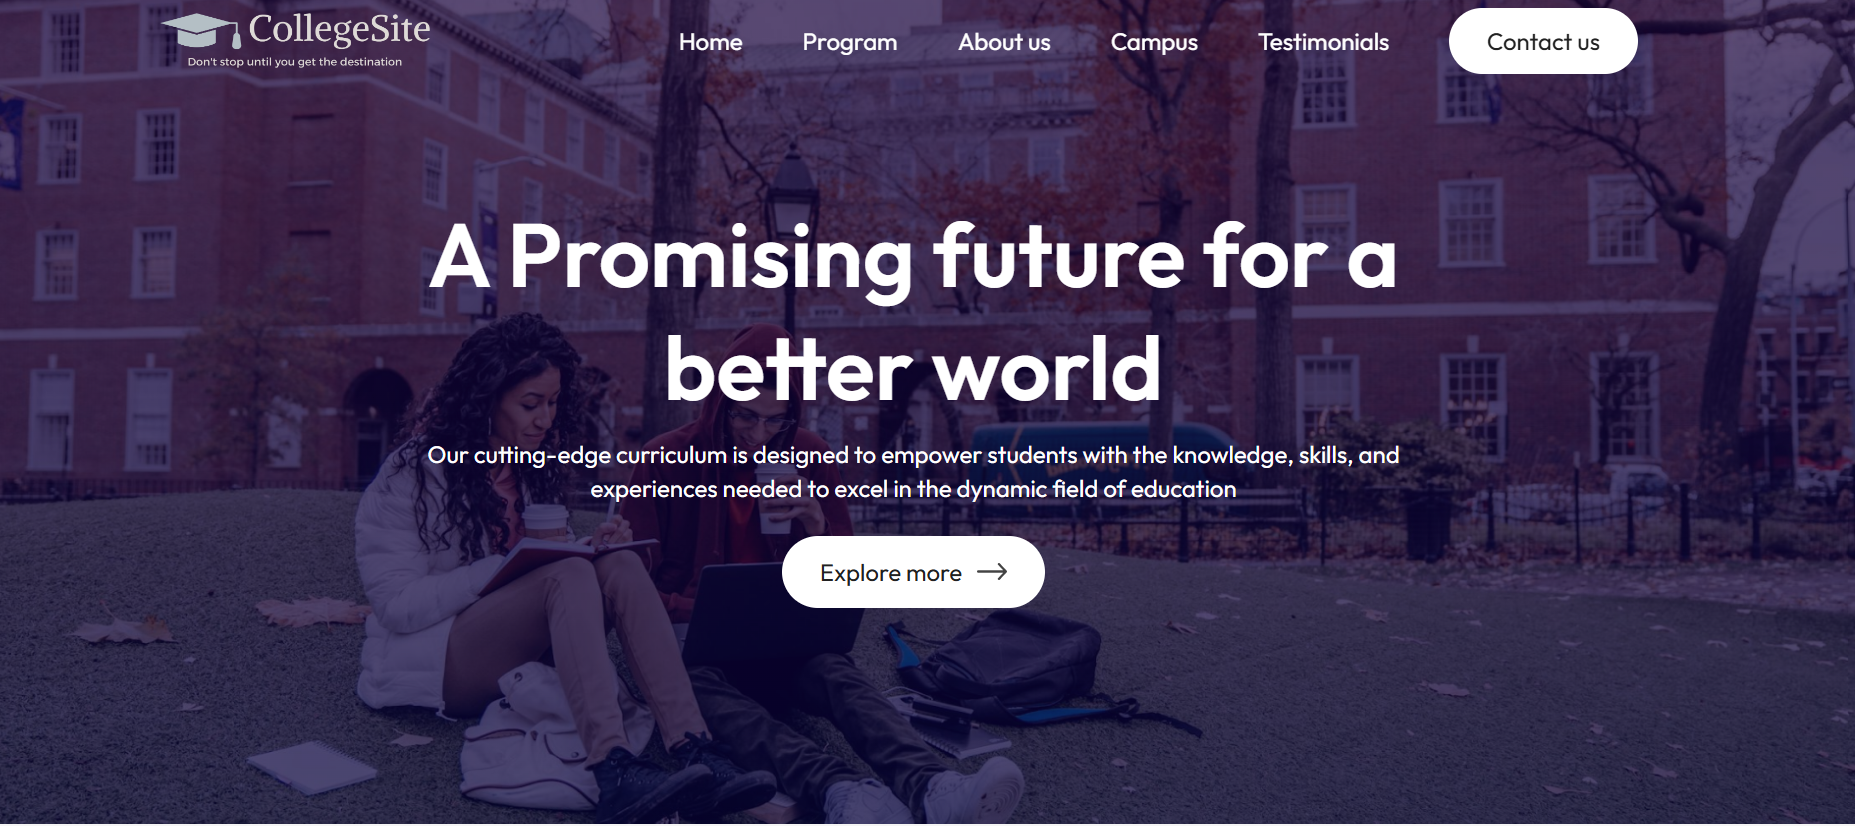 CollegeSite
Don't stop until you get the destination
Home
Program
About us
Campus
Testimonials
Contact us
A Promising future for a
better world
Our cutting-edge curriculum is designed to empower students with the knowledge, skills, and
experiences needed to excel in the dynamic field of education
Explore more